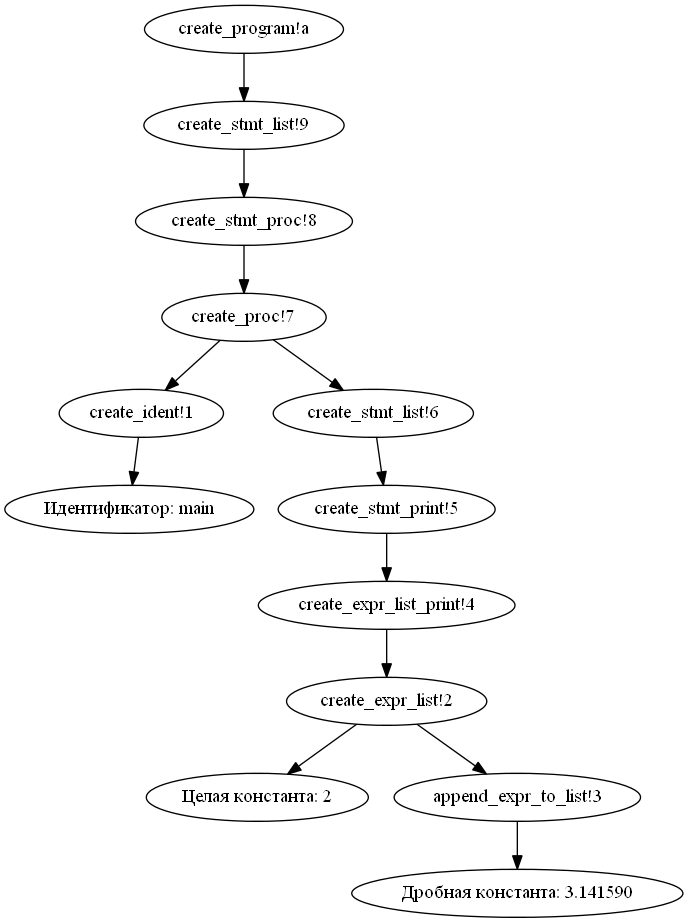 create_program!a
create_stmt_list!9
create_stmt_proc!8
create_proc!7
create_ident!1
create_stmt_list!6
Идентификатор: main
create_stmt_print!5
create_expr_list_print!4
create_expr_list!2
Целая константа: 2
append_expr_to_list!3
Дробная константа: 3.141590